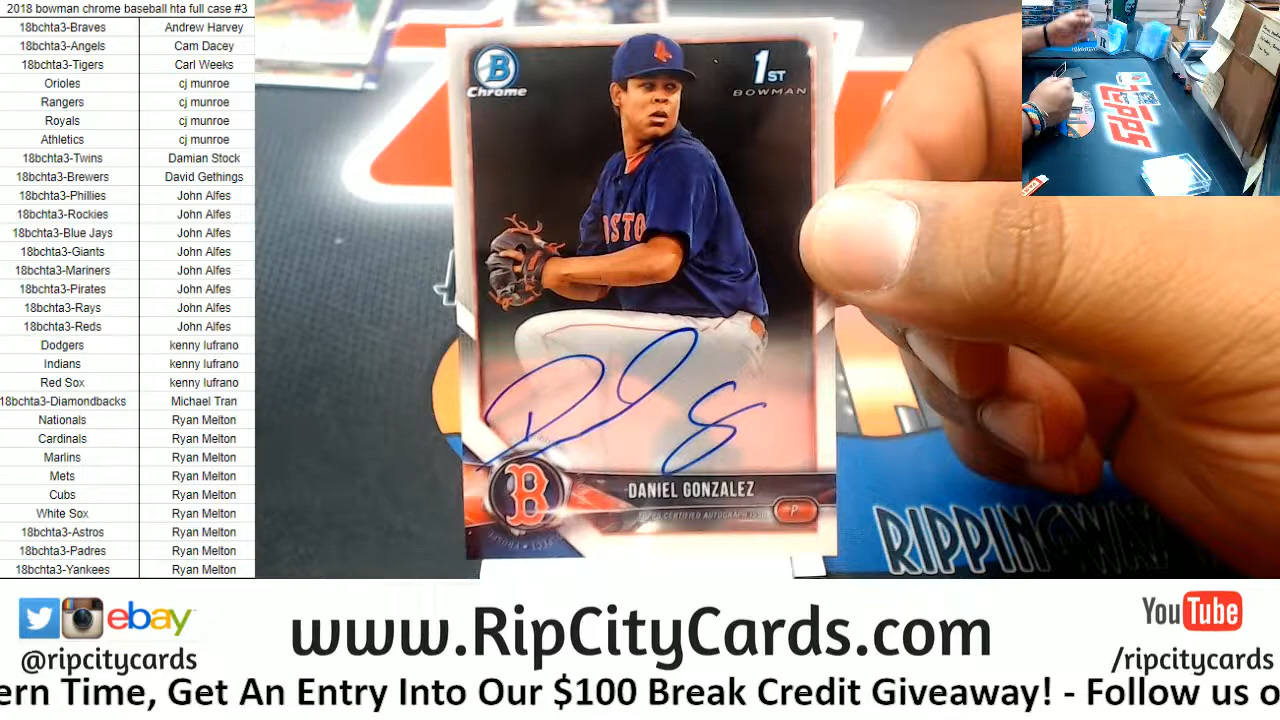 2018 bowman chrome baseball hta full case #3
18bchta3-Braves Andrew Harvey
18bchta3-Angels Cam Dacey
18bchta3-Tigers Carl Weeks
Orioles cj munroe
Rangers cj munroe
Royals cj munroe
Athletics cj munroe
18bchta3-Twins Damian Stock
18bchta3-Brewers David Gethings
18bchta3-Phillies John Alfes
18bchta3-Rockies John Alfes
18bchta3-Blue Jays John Alfes
18bchta3-Giants John Alfes
18bchta3-Mariners John Alfes
18bchta3-Pirates John Alfes
18bchta3-Rays John Alfes
18bchta3-Reds John Alfes
Dodgers kenny lufrano
Indians kenny lufrano
Red Sox kenny lufrano
18bchta3-Diamondbacks Michael Tran
Nationals Ryan Melton
Cardinals Ryan Melton
Marlins Ryan Melton
Mets Ryan Melton
Cubs Ryan Melton
White Sox Ryan Melton
18bchta3-Astros Ryan Melton
18bchta3-Padres Ryan Melton
18bchta3-Yankees Ryan Melton
B
Chrome
1ST
BOWMAN
OSTO
B
DANIEL GONZALEZ
P
Topps
RIPPINGWAX
ebay
@ripcitycards
www.RipCityCards.com
YouTube
/ripcitycards
ern Time, Get An Entry Into Our $100 Break Credit Giveaway! - Follow us o